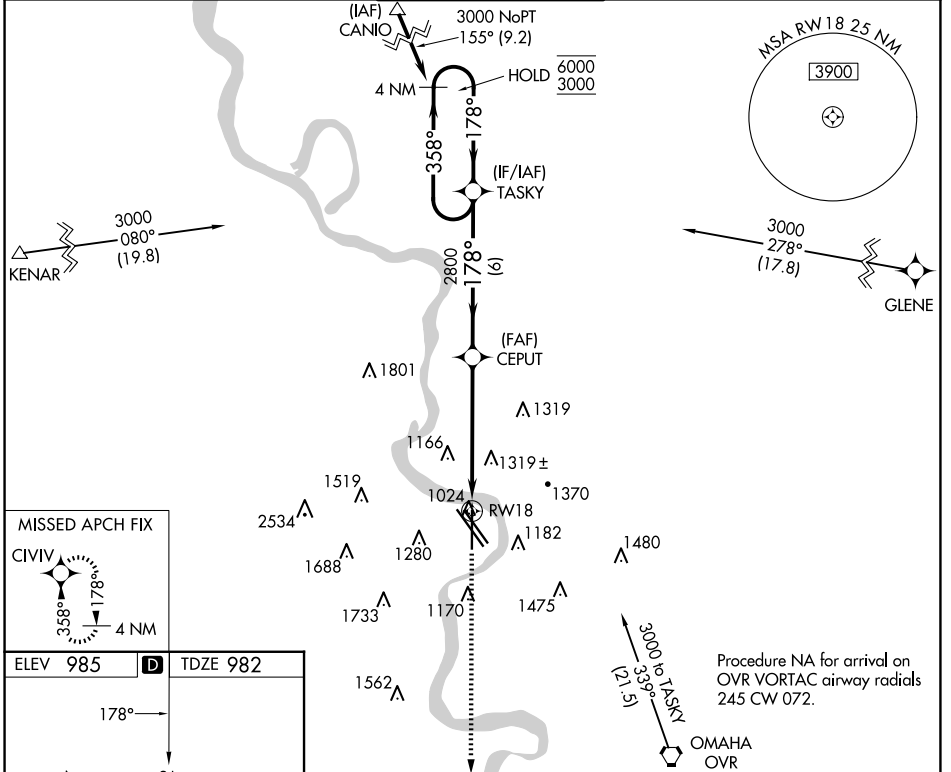 (IAF)
CANIO
3000 NoPT
155° (9.2)
HOLD
6000
3000
4 NM
358°
178°
(IF/IAF)
TASKY
MSA RW18 25 NM
3900
3000
080°
(19.8)
KENAR
3000
278°
(17.8)
GLENE
2800
178°
(6)
(FAF)
CEPUT
1801
1319
1166
1319 ±
1370
1519
1024
RW18
2534
1182
1280
1480
1688
1733
1170
1475
1562
MISSED APCH FIX
CIVIV
358°
178°
4 NM
ELEV 985
D
TDZE 982
178°
3000 to TASKY
339°
(21.5)
OMAHA
OVR
Procedure NA for arrival on
OVR VORTAC airway radials
245 CW 072.